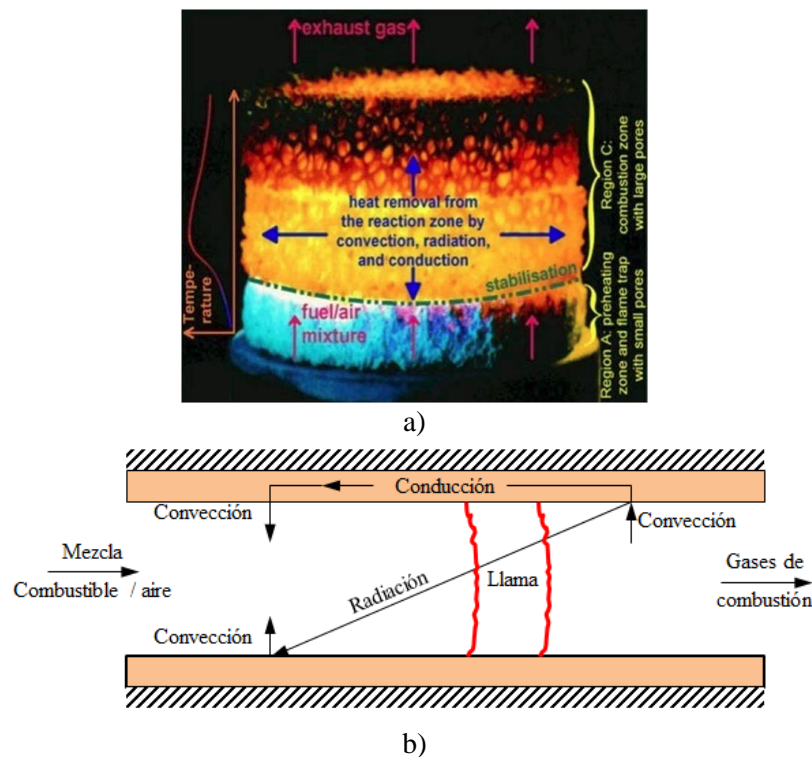 exhaust gas
heat removal from
the reaction zone by
convection, radiation,
and conduction
stabilisation
fuel/air
mixture
Tempe-
rature
Region C:
combustion zone
with large pores
Region A: preheating
zone and flame trap
with small pores
a)
Conducción
Convección
Convección
Mezcla
Combustible / aire
Radiación
Llama
Gases de
combustión
Convección
b)